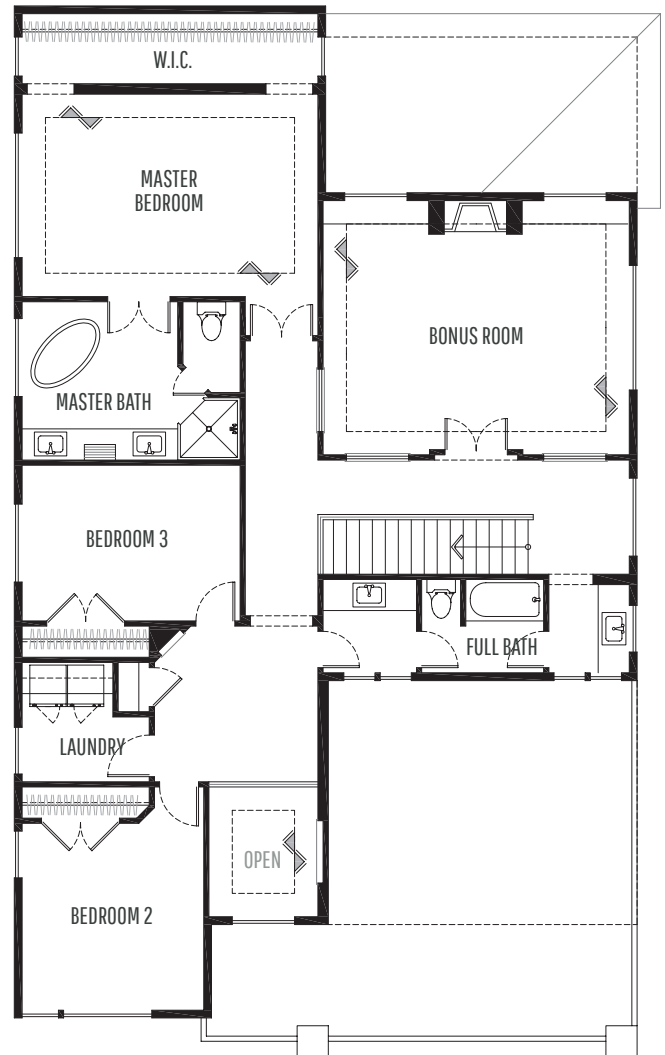 W.I.C.
MASTER
BEDROOM
BONUS ROOM
MASTER BATH
BEDROOM 3
FULL BATH
LAUNDRY
OPEN
BEDROOM 2